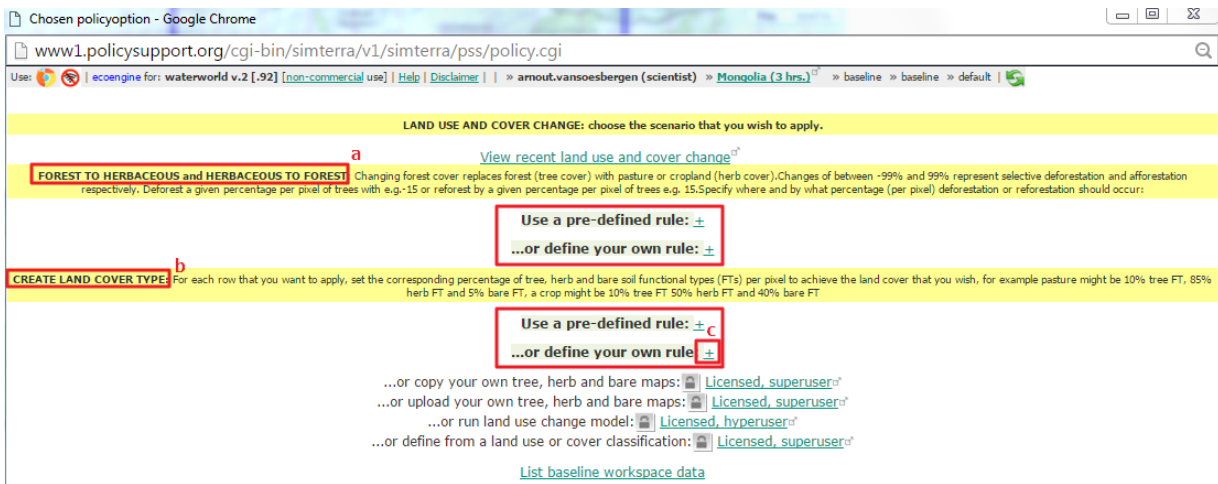 Chosen policyoption - Google Chrome
www1.policysupport.org/cgi-bin/simterra/v1/simterra/pss/policy.cgi
Use: | ecoengine for: waterworld v.2 [.92] [non-commercial use] | Help | Disclaimer | | » arnout.vansoesbergen (scientist) » Mongolia (3 hrs.) » baseline » baseline » default |
LAND USE AND COVER CHANGE: choose the scenario that you wish to apply.
View recent land use and cover change
a
FOREST TO HERBACEOUS and HERBACEOUS TO FOREST: Changing forest cover replaces forest (tree cover) with pasture or cropland (herb cover).Changes of between -99% and 99% represent selective deforestation and afforestation
respectively. Deforest a given percentage per pixel of trees with e.g.-15 or reforest by a given percentage per pixel of trees e.g. 15.Specify where and by what percentage (per pixel) deforestation or reforestation should occur:
Use a pre-defined rule: +
...or define your own rule: +
b
CREATE LAND COVER TYPE: For each row that you want to apply, set the corresponding percentage of tree, herb and bare soil functional types (FTs) per pixel to achieve the land cover that you wish, for example pasture might be 10% tree FT, 85%
herb FT and 5% bare FT, a crop might be 10% tree FT 50% herb FT and 40% bare FT
Use a pre-defined rule: +
c
...or define your own rule: +
...or copy your own tree, herb and bare maps: Licensed, superuser
...or upload your own tree, herb and bare maps: Licensed, superuser
...or run land use change model: Licensed, hyperuser
...or define from a land use or cover classification: Licensed, superuser
List baseline workspace data